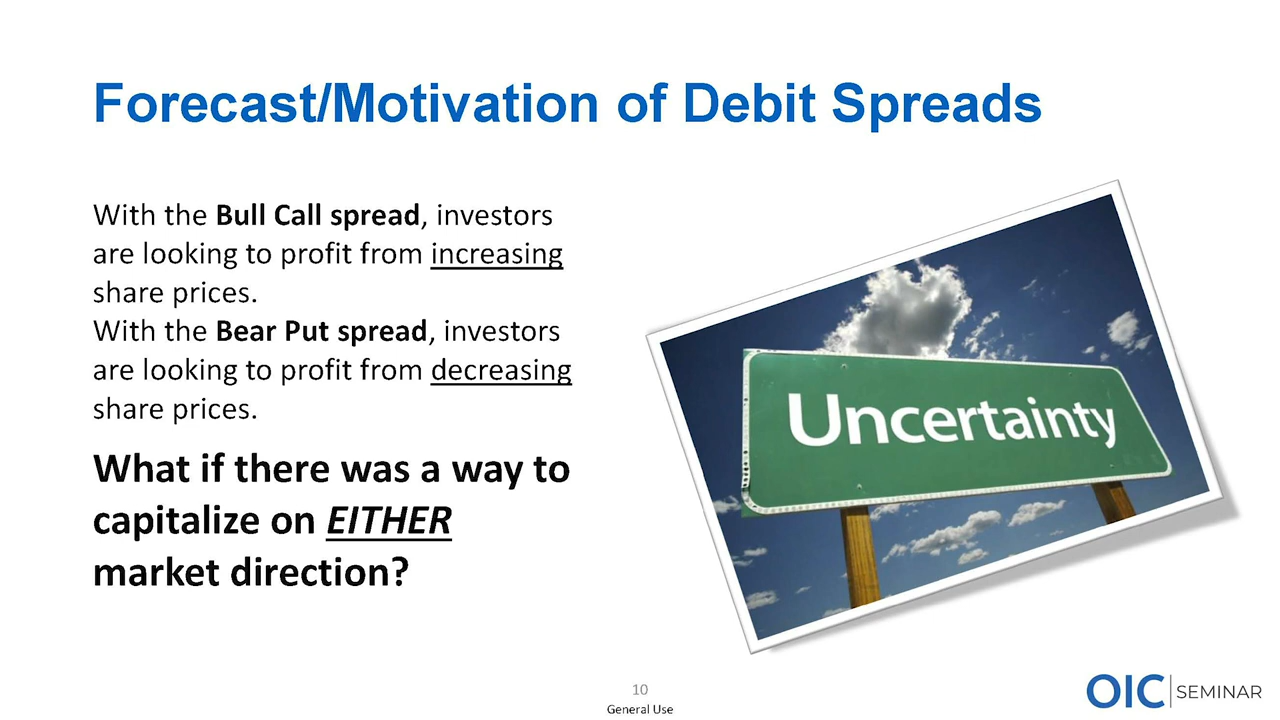 Forecast/Motivation of Debit Spreads
With the Bull Call spread, investors
are looking to profit from increasing
share prices.
With the Bear Put spread, investors
are looking to profit from decreasing
share prices.
What if there was a way to
capitalize on EITHER
market direction?
Uncertainty
10
General Use
OIC SEMINAR